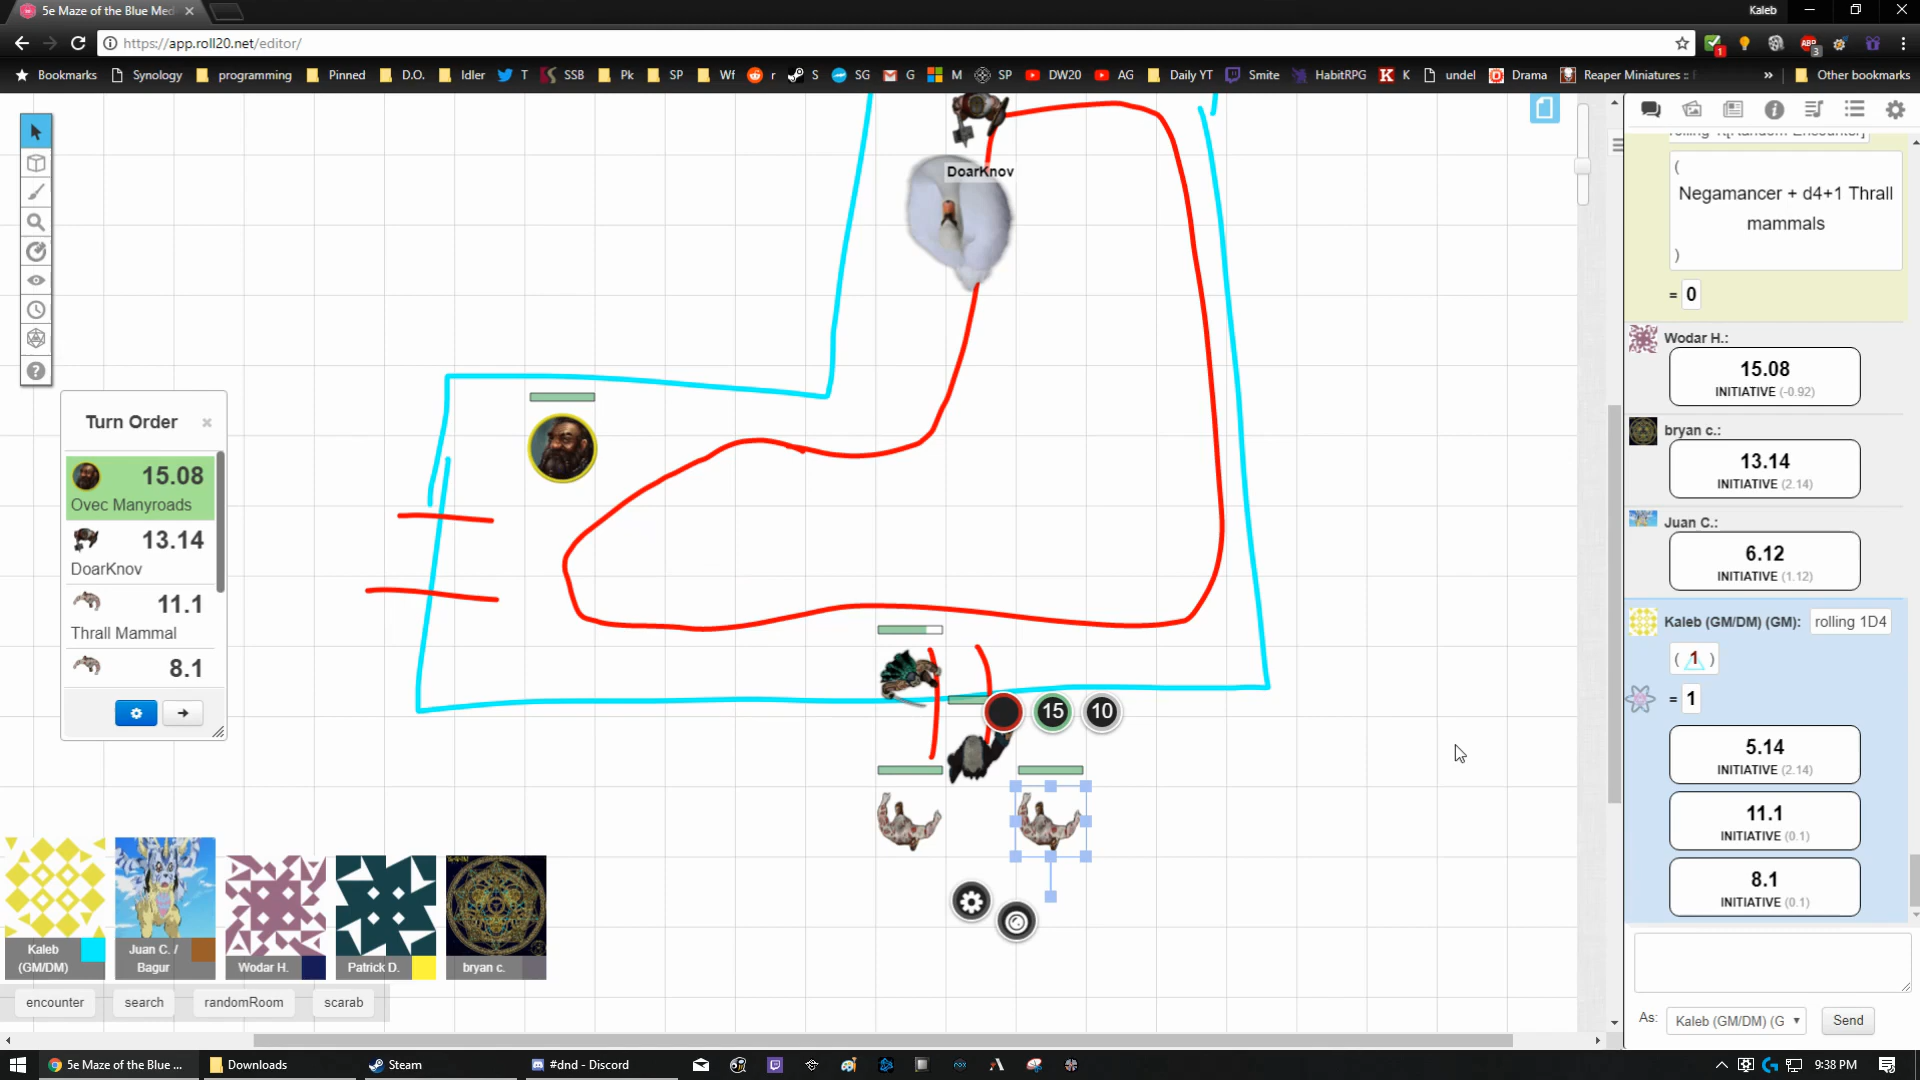 5e Maze of the Blue Med
Kaleb
https://app.roll20.net/editor/
Bookmarks Synology programming Pinned D.O. Idler T SSB Pk SP Wf r S SG G M SP DW20 AG Daily YT Smite HabitRPG K undel Drama Reaper Miniatures :: Other bookmarks
DoarKnov
(
Negamancer + d4+1 Thrall
mammals
)
= 0
Wodar H.:
15.08
INITIATIVE (-0.92)
bryan c.:
13.14
INITIATIVE (2.14)
Juan C.:
6.12
INITIATIVE (1.12)
Kaleb (GM/DM) (GM): rolling 1D4
( 1 )
= 1
5.14
INITIATIVE (2.14)
11.1
INITIATIVE (0.1)
8.1
INITIATIVE (0.1)
As: Kaleb (GM/DM) (G Send
Turn Order ×
15.08
Ovec Manyroads
13.14
DoarKnov
11.1
Thrall Mammal
8.1
15 10
Kaleb
(GM/DM)
Juan C. /
Bagur
Wodar H.
Patrick D.
bryan c.
encounter search randomRoom scarab
5e Maze of the Blue ... Downloads Steam #dnd - Discord 9:38 PM